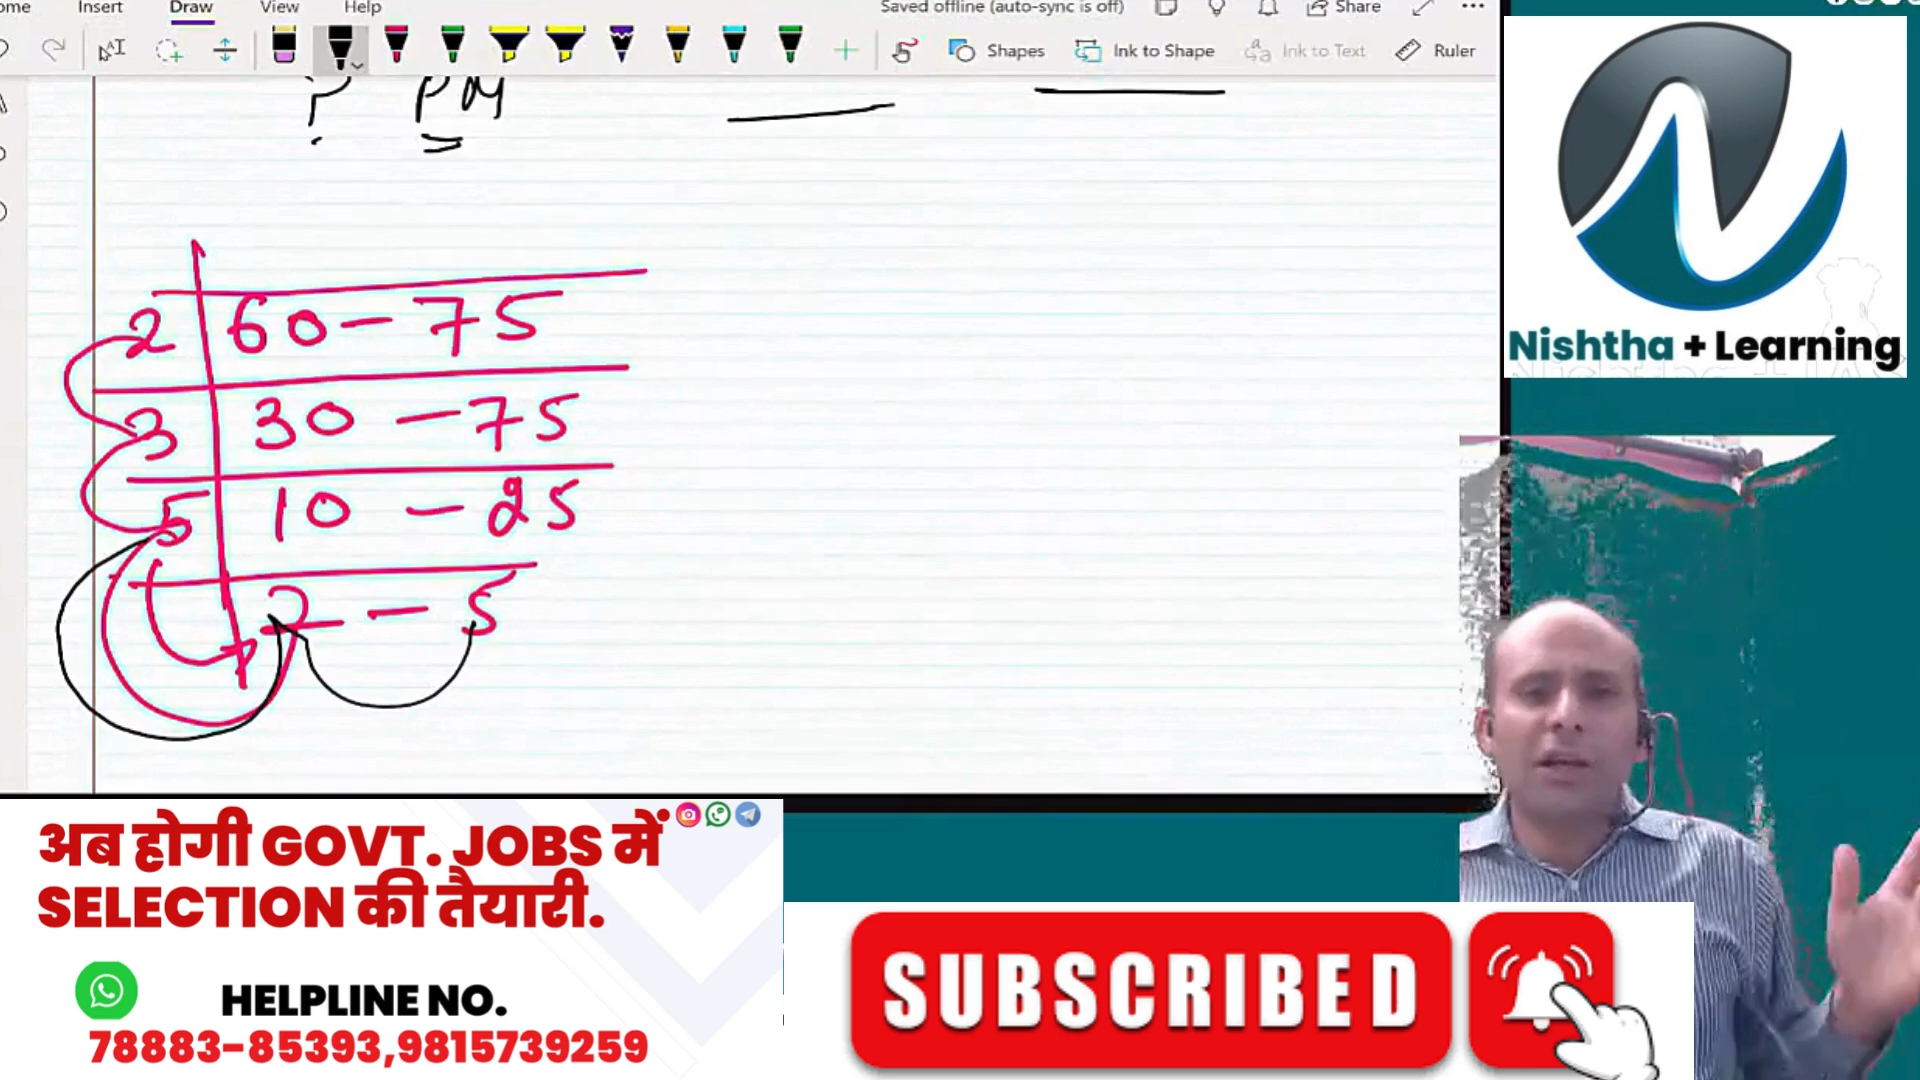 Insert Draw View Help Saved offline (auto-sync is off) Share
Shapes Ink to Shape Ink to Text Ruler
? PM
2 60 - 75
3 30 - 75
5 10 - 25
2 - 5
Nishtha + Learning
अब होगी GOVT. JOBS में
SELECTION की तैयारी.
HELPLINE NO.
78883-85393,9815739259
SUBSCRIBED